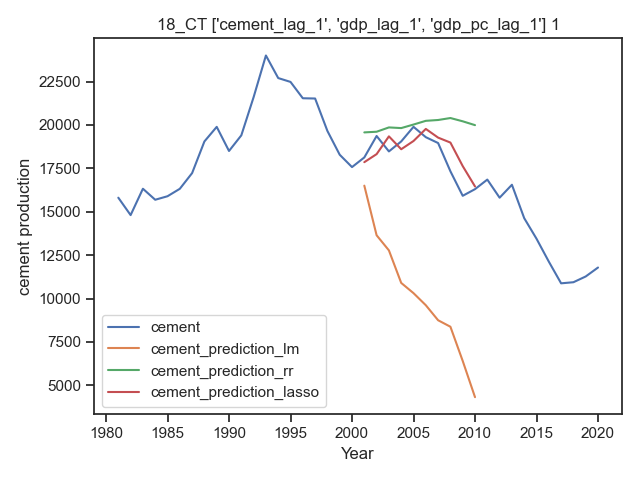 18_CT ['cement_lag_1', 'gdp_lag_1', 'gdp_pc_lag_1'] 1
22500
20000
17500
15000
12500
10000
7500
5000
cement production
cement
cement_prediction_lm
cement_prediction_rr
cement_prediction_lasso
1980 1985 1990 1995 2000 2005 2010 2015 2020
Year